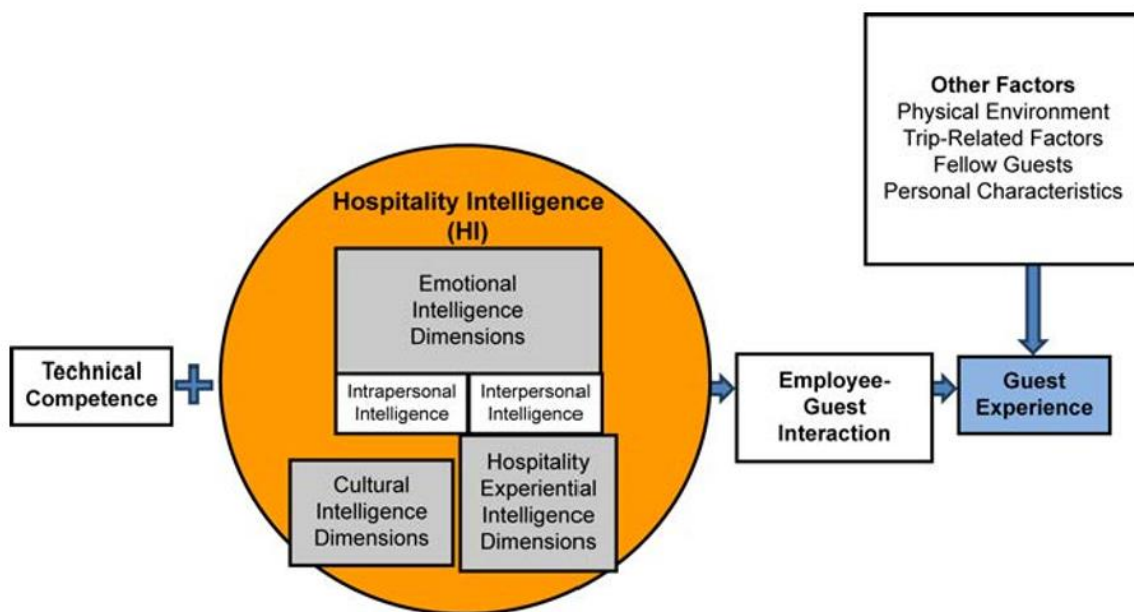 Other Factors
Physical Environment
Trip-Related Factors
Fellow Guests
Personal Characteristics
Hospitality Intelligence
(HI)
Emotional
Intelligence
Dimensions
Technical
Competence
Intrapersonal
Intelligence
Interpersonal
Intelligence
Cultural
Intelligence
Dimensions
Hospitality
Experiential
Intelligence
Dimensions
Employee-
Guest
Interaction
Guest
Experience